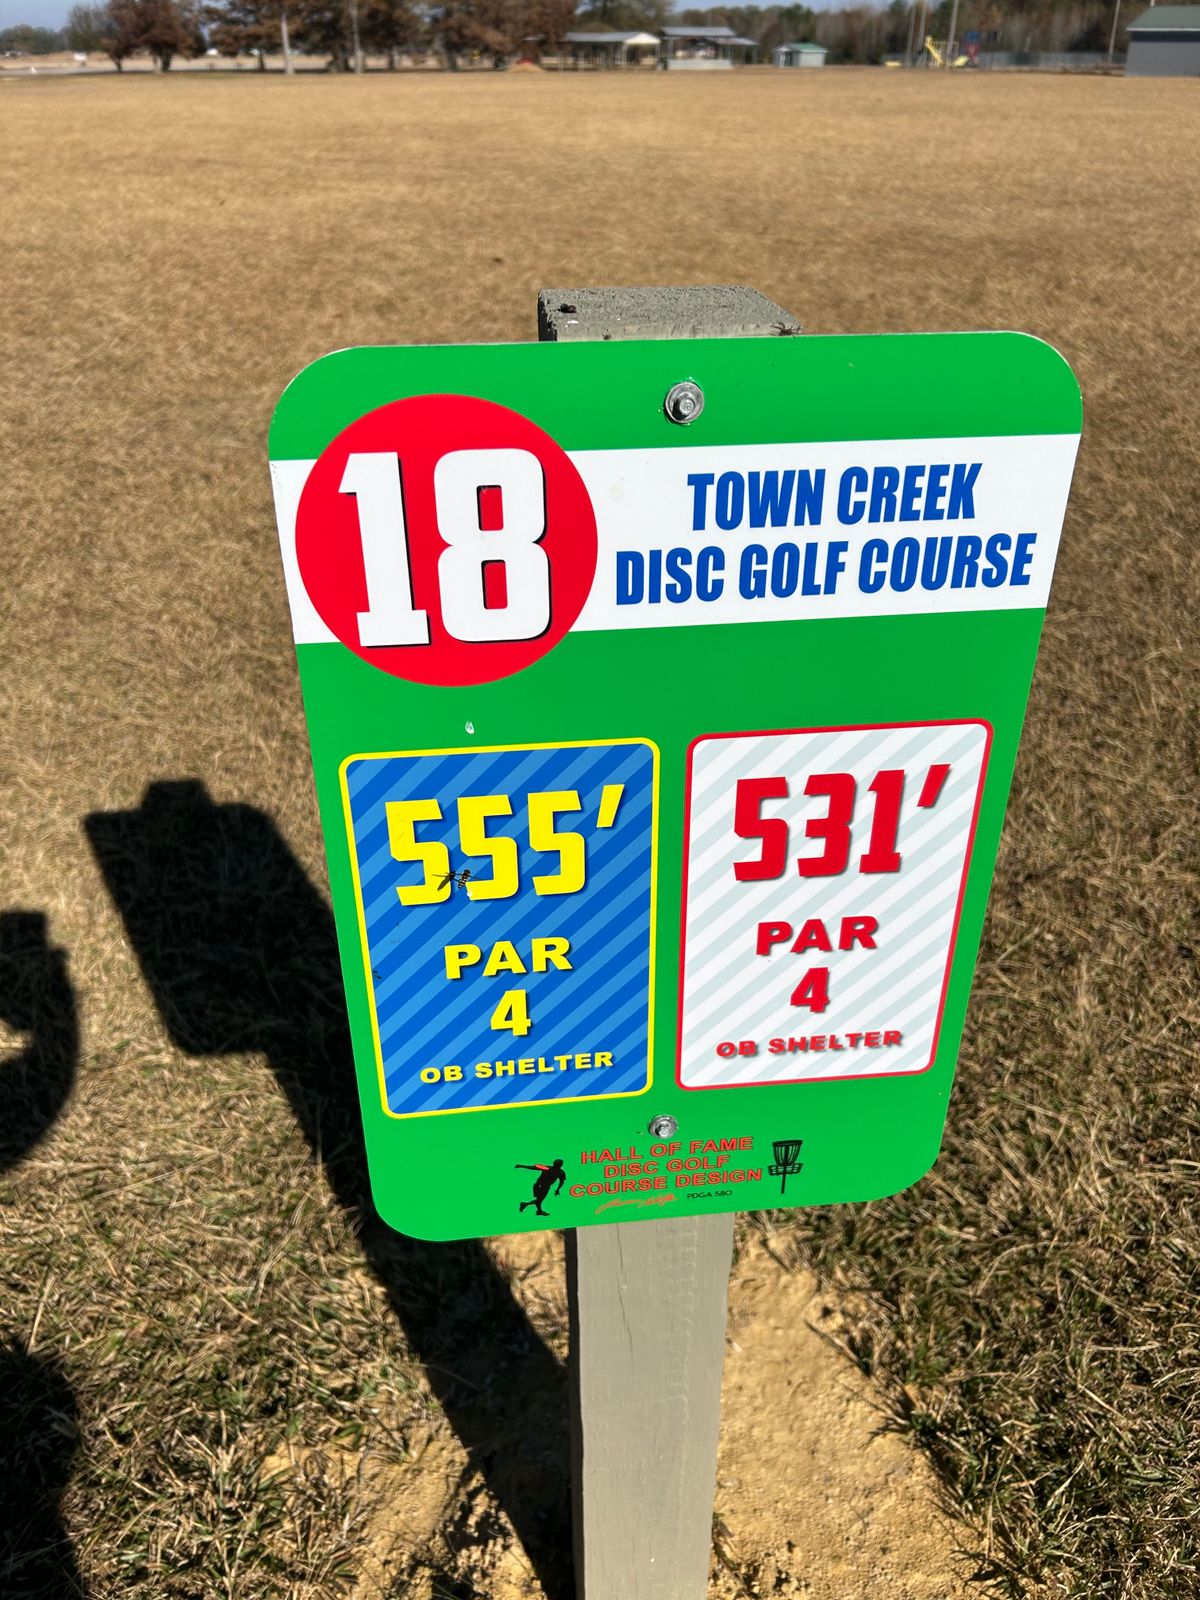 18
TOWN CREEK
DISC GOLF COURSE
555'
PAR
4
OB SHELTER
531'
PAR
4
OB SHELTER
HALL OF FAME
DISC GOLF
COURSE DESIGN
PDGA 580